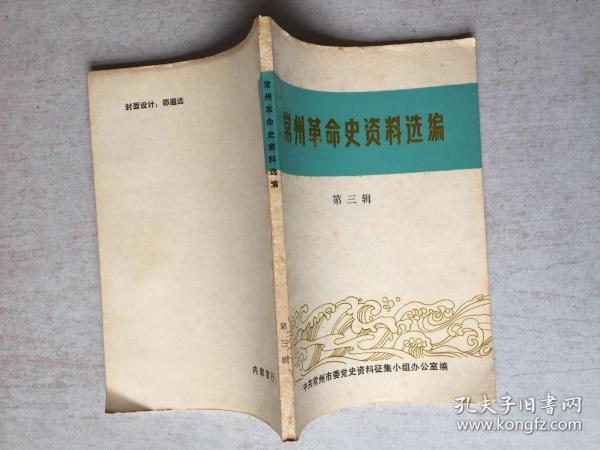 常州革命史资料选编
第三辑
中共常州市委党史资料征集小组办公室编
常州革命史资料选编
第三辑
封面设计：邵遐远
内部发行
孔夫子旧书网
www.kongfz.com